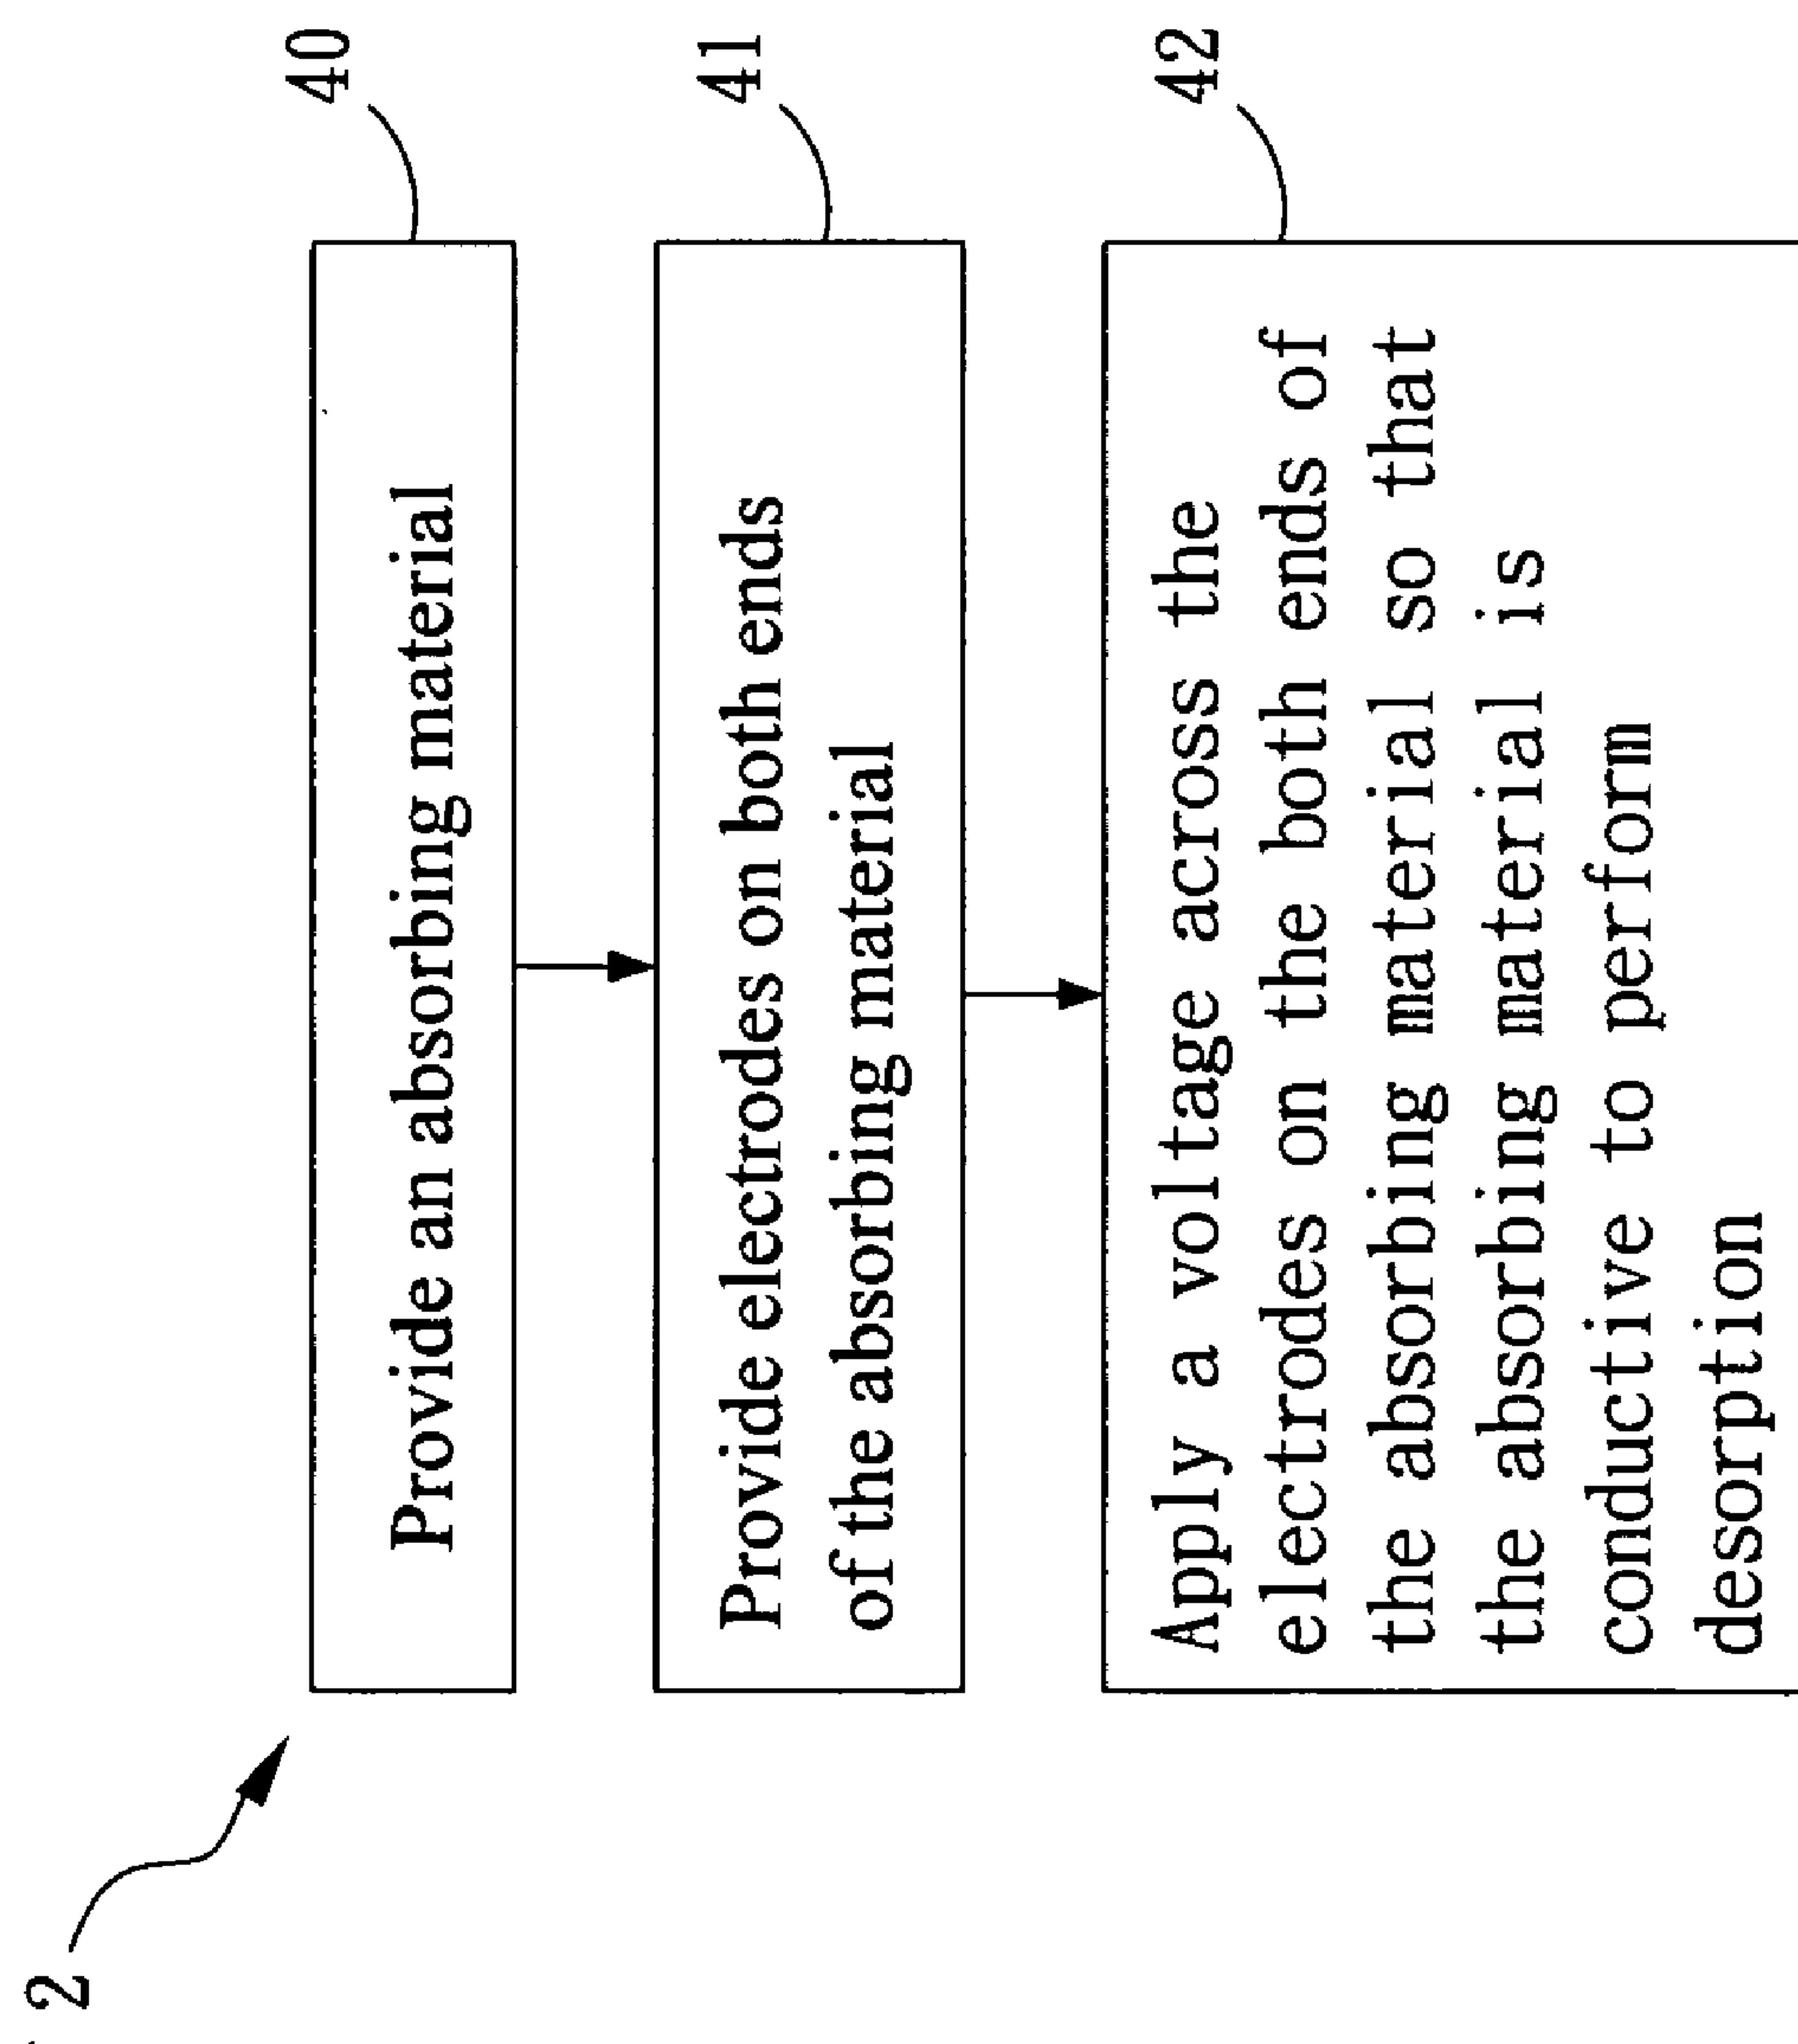 2
40
Provide an absorbing material
41
Provide electrodes on both ends
of the absorbing material
42
Apply a voltage across the
electrodes on the both ends of
the absorbing material so that
the absorbing material is
conductive to perform
desorption